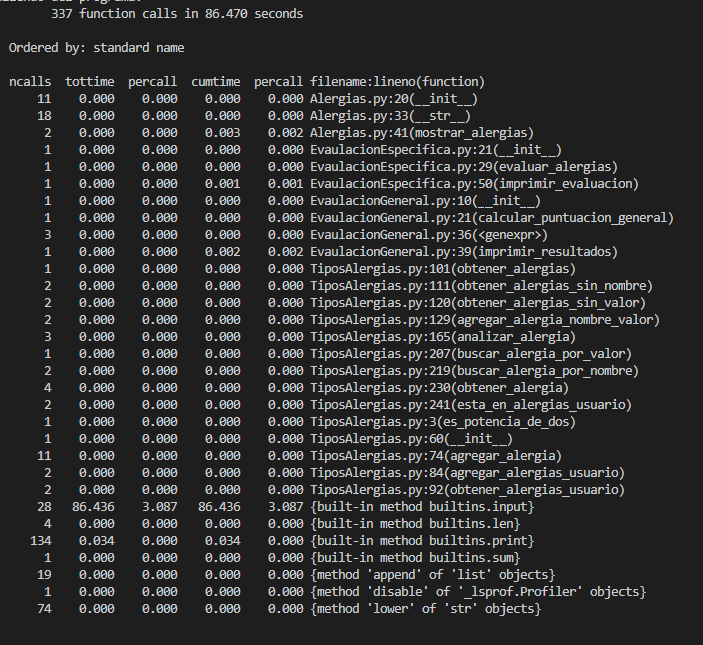 337 function calls in 86.470 seconds
Ordered by: standard name
ncalls tottime percall cumtime percall filename:lineno(function)
11 0.000 0.000 0.000 0.000 Alergias.py:20(__init__)
18 0.000 0.000 0.000 0.000 Alergias.py:33(__str__)
2 0.000 0.000 0.003 0.002 Alergias.py:41(mostrar_alergias)
1 0.000 0.000 0.000 0.000 EvaulacionEspecifica.py:21(__init__)
1 0.000 0.000 0.000 0.000 EvaulacionEspecifica.py:29(evaluar_alergias)
1 0.000 0.000 0.001 0.001 EvaulacionEspecifica.py:50(imprimir_evaluacion)
1 0.000 0.000 0.000 0.000 EvaulacionGeneral.py:10(__init__)
1 0.000 0.000 0.000 0.000 EvaulacionGeneral.py:21(calcular_puntuacion_general)
3 0.000 0.000 0.000 0.000 EvaulacionGeneral.py:36(<genexpr>)
1 0.000 0.000 0.002 0.002 EvaulacionGeneral.py:39(imprimir_resultados)
1 0.000 0.000 0.000 0.000 TiposAlergias.py:101(obtener_alergias)
2 0.000 0.000 0.000 0.000 TiposAlergias.py:111(obtener_alergias_sin_nombre)
2 0.000 0.000 0.000 0.000 TiposAlergias.py:120(obtener_alergias_sin_valor)
2 0.000 0.000 0.000 0.000 TiposAlergias.py:129(agregar_alergia_nombre_valor)
3 0.000 0.000 0.000 0.000 TiposAlergias.py:165(analizar_alergia)
1 0.000 0.000 0.000 0.000 TiposAlergias.py:207(buscar_alergia_por_valor)
2 0.000 0.000 0.000 0.000 TiposAlergias.py:219(buscar_alergia_por_nombre)
4 0.000 0.000 0.000 0.000 TiposAlergias.py:230(obtener_alergia)
2 0.000 0.000 0.000 0.000 TiposAlergias.py:241(esta_en_alergias_usuario)
1 0.000 0.000 0.000 0.000 TiposAlergias.py:3(es_potencia_de_dos)
1 0.000 0.000 0.000 0.000 TiposAlergias.py:60(__init__)
11 0.000 0.000 0.000 0.000 TiposAlergias.py:74(agregar_alergia)
2 0.000 0.000 0.000 0.000 TiposAlergias.py:84(agregar_alergias_usuario)
2 0.000 0.000 0.000 0.000 TiposAlergias.py:92(obtener_alergias_usuario)
28 86.436 3.087 86.436 3.087 {built-in method builtins.input}
4 0.000 0.000 0.000 0.000 {built-in method builtins.len}
134 0.034 0.000 0.034 0.000 {built-in method builtins.print}
1 0.000 0.000 0.000 0.000 {built-in method builtins.sum}
19 0.000 0.000 0.000 0.000 {method 'append' of 'list' objects}
1 0.000 0.000 0.000 0.000 {method 'disable' of '_lsprof.Profiler' objects}
74 0.000 0.000 0.000 0.000 {method 'lower' of 'str' objects}